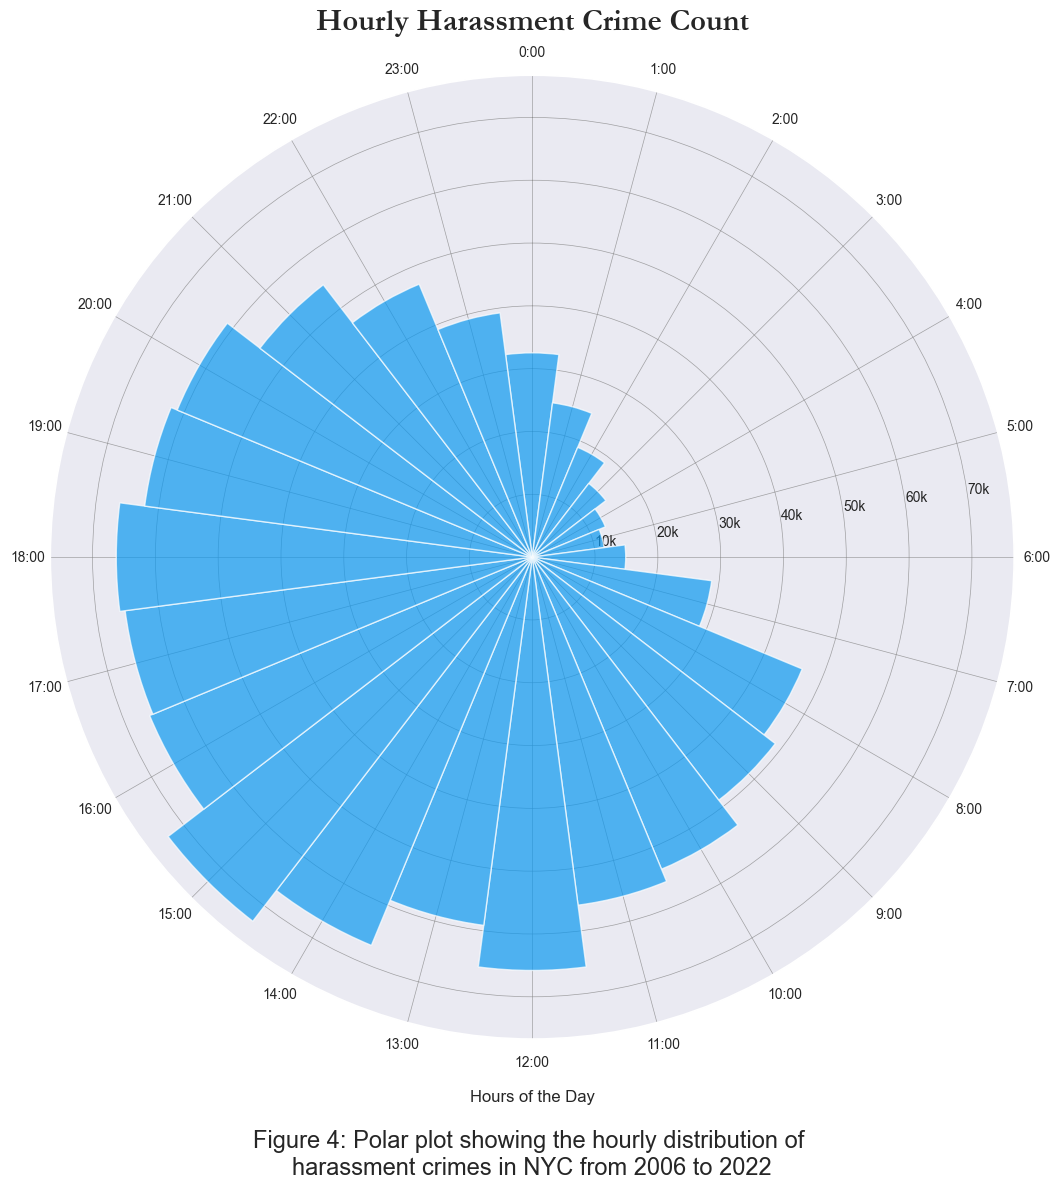 Hourly Harassment Crime Count
0:00
23:00
1:00
22:00
2:00
21:00
3:00
20:00
4:00
19:00
5:00
70k
60k
50k
40k
30k
20k
10k
18:00
6:00
17:00
7:00
16:00
8:00
15:00
9:00
14:00
10:00
13:00
11:00
12:00
Hours of the Day
Figure 4: Polar plot showing the hourly distribution of
harassment crimes in NYC from 2006 to 2022